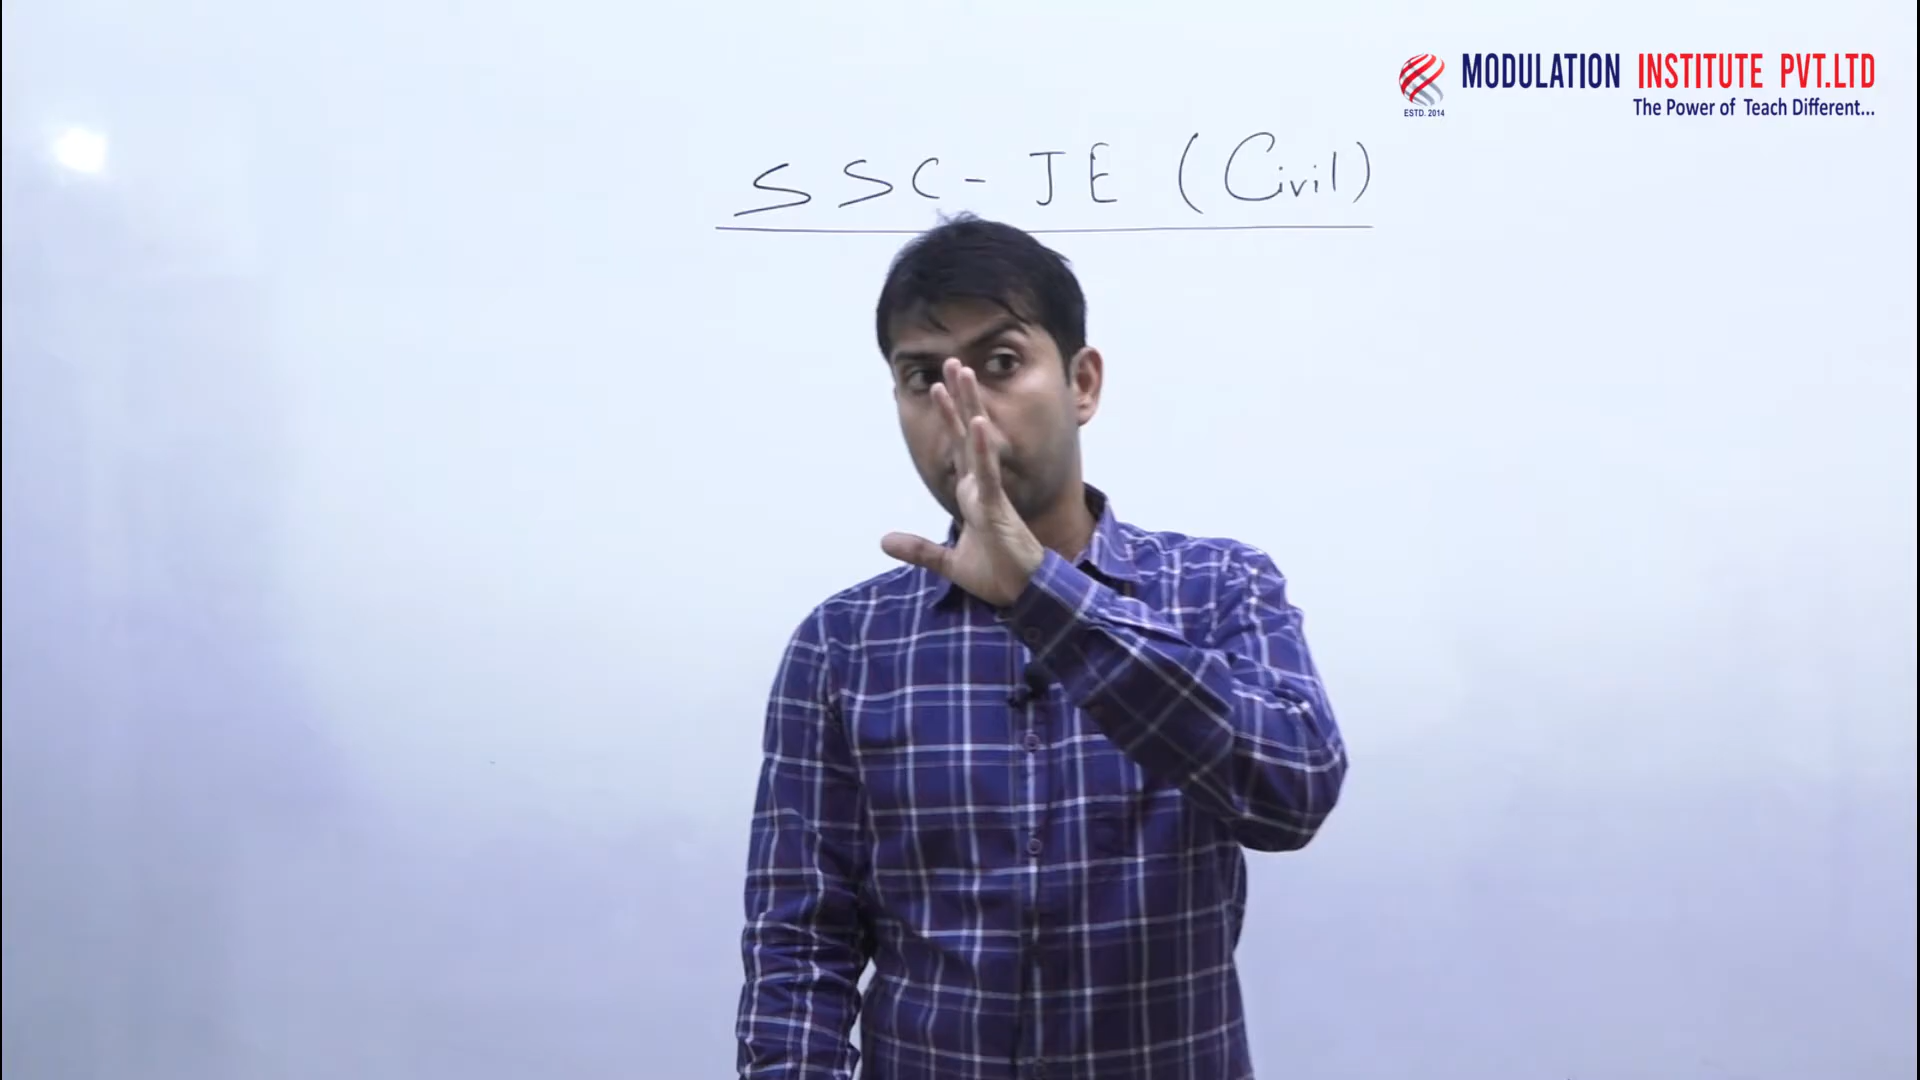 MODULATION INSTITUTE PVT.LTD
The Power of Teach Different...
ESTD. 2014
SSC-JE (Civil)